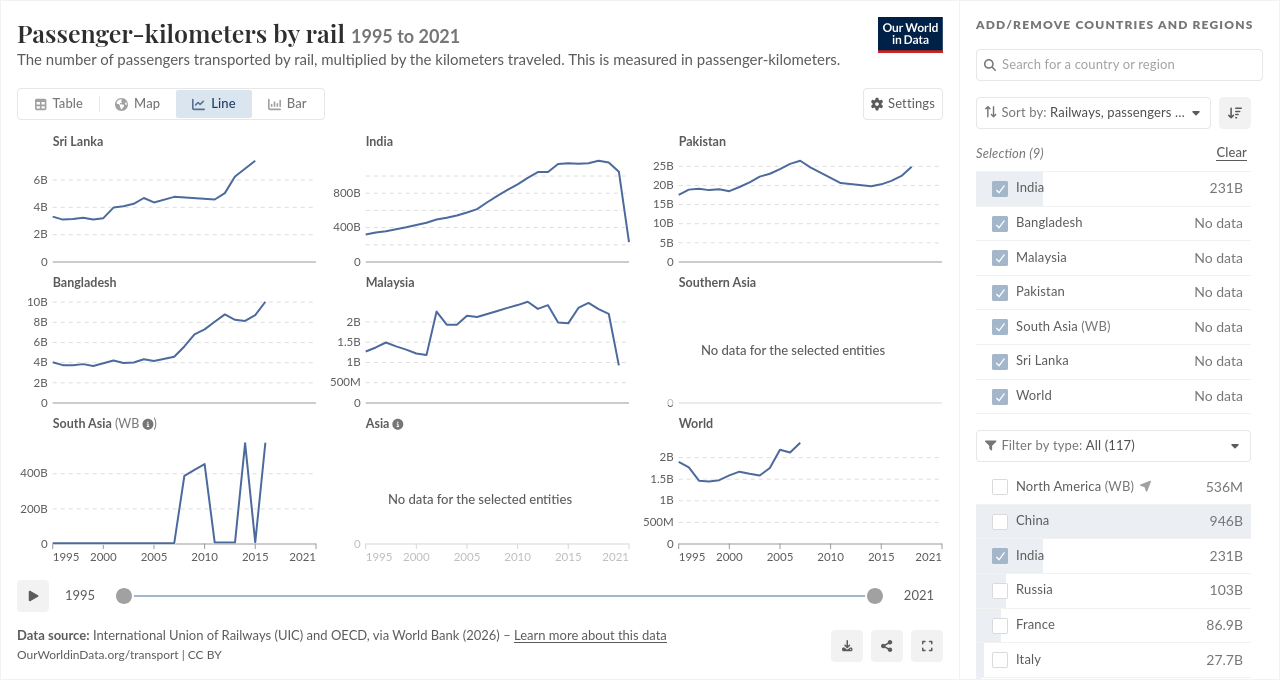 Passenger-kilometers by rail 1995 to 2021
The number of passengers transported by rail, multiplied by the kilometers traveled. This is measured in passenger-kilometers.
Our World
in Data
Table
Map
Line
Bar
Settings
Sri Lanka
6B
4B
2B
0
India
800B
400B
0
Pakistan
25B
20B
15B
10B
5B
0
Bangladesh
10B
8B
6B
4B
2B
0
Malaysia
2B
1.5B
1B
500M
0
Southern Asia
No data for the selected entities
0
South Asia (WB)
400B
200B
0
1995 2000 2005 2010 2015 2021
Asia
No data for the selected entities
0
1995 2000 2005 2010 2015 2021
World
2B
1.5B
1B
500M
0
1995 2000 2005 2010 2015 2021
1995
2021
Data source: International Union of Railways (UIC) and OECD, via World Bank (2026) – Learn more about this data
OurWorldinData.org/transport | CC BY
ADD/REMOVE COUNTRIES AND REGIONS
Search for a country or region
Sort by: Railways, passengers ...
Selection (9)
Clear
India 231B
Bangladesh No data
Malaysia No data
Pakistan No data
South Asia (WB) No data
Sri Lanka No data
World No data
Filter by type: All (117)
North America (WB) 536M
China 946B
India 231B
Russia 103B
France 86.9B
Italy 27.7B